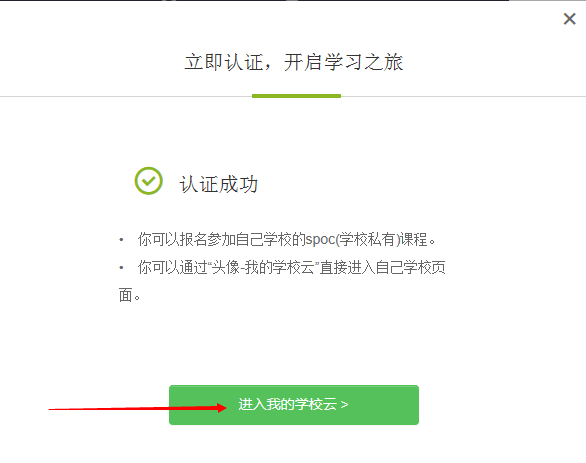 立即认证，开启学习之旅
认证成功
• 你可以报名参加自己学校的spoc(学校私有)课程。
• 你可以通过“头像-我的学校云”直接进入自己学校页
面。
进入我的学校云 >